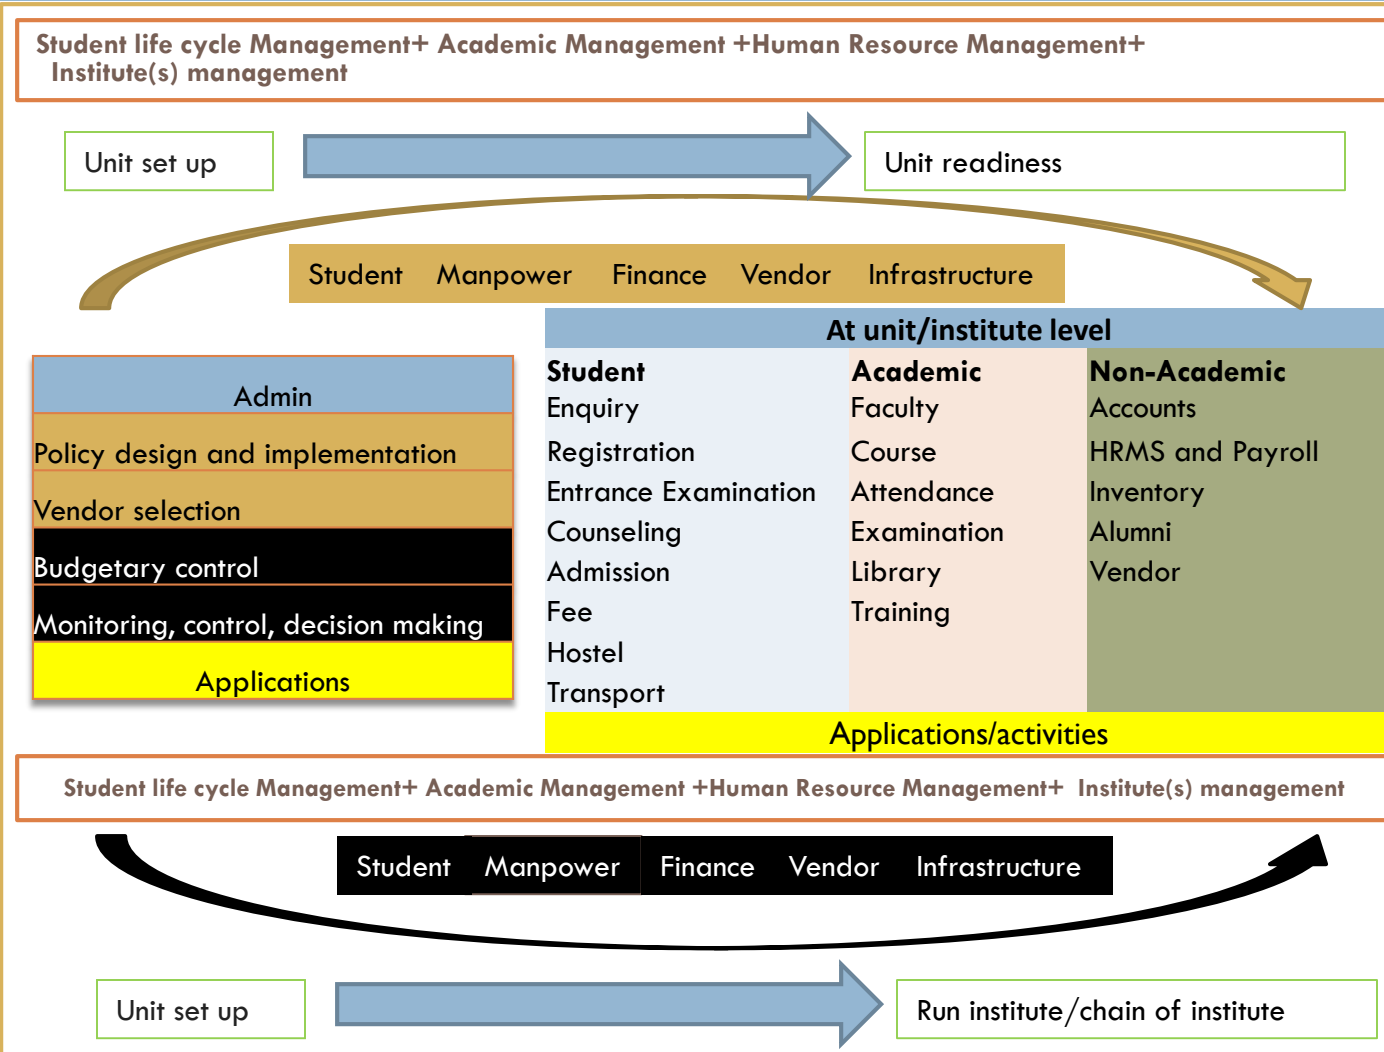 Student life cycle Management+ Academic Management +Human Resource Management+
Institute(s) management
Unit set up
Unit readiness
Student Manpower Finance Vendor Infrastructure
Admin
Policy design and implementation
Vendor selection
Budgetary control
Monitoring, control, decision making
Applications
At unit/institute level
Student
Enquiry
Registration
Entrance Examination
Counseling
Admission
Fee
Hostel
Transport
Academic
Faculty
Course
Attendance
Examination
Library
Training
Non-Academic
Accounts
HRMS and Payroll
Inventory
Alumni
Vendor
Applications/activities
Student life cycle Management+ Academic Management +Human Resource Management+ Institute(s) management
Student Manpower Finance Vendor Infrastructure
Unit set up
Run institute/chain of institute